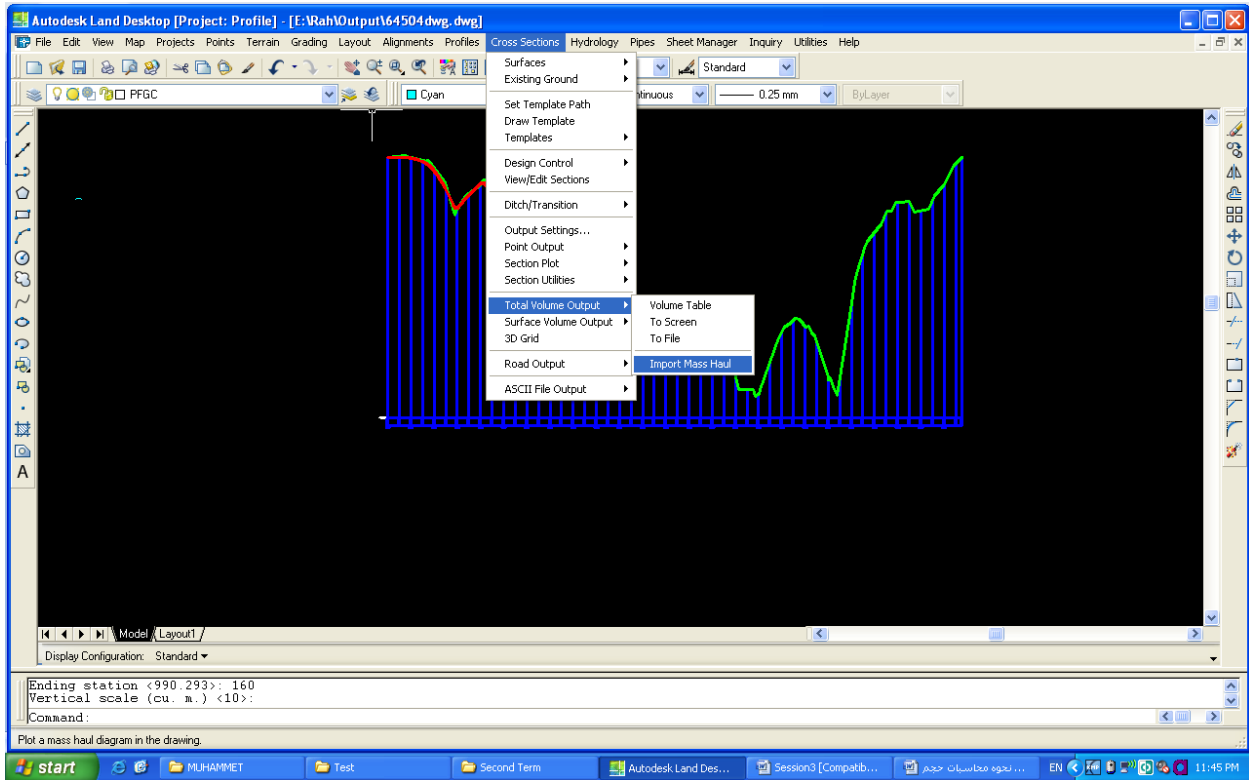 Autodesk Land Desktop [Project: Profile] - [E:\Rah\Output\64504dwg.dwg]
File Edit View Map Projects Points Terrain Grading Layout Alignments Profiles Cross Sections Hydrology Pipes Sheet Manager Inquiry Utilities Help
Standard
PFGC
Cyan
ntinuous
0.25 mm
ByLayer
Surfaces
Existing Ground
Set Template Path
Draw Template
Templates
Design Control
View/Edit Sections
Ditch/Transition
Output Settings...
Point Output
Section Plot
Section Utilities
Total Volume Output
Surface Volume Output
3D Grid
Road Output
ASCII File Output
Volume Table
To Screen
To File
Import Mass Haul
A
Model Layout1
Display Configuration: Standard
Ending station <990.293>: 160
Vertical scale (cu. m.) <10>:
Command:
Plot a mass haul diagram in the drawing.
start MUHAMMET Test Second Term Autodesk Land Des... Session3 [Compatib... نحوه محاسبات حجم ... EN 11:45 PM